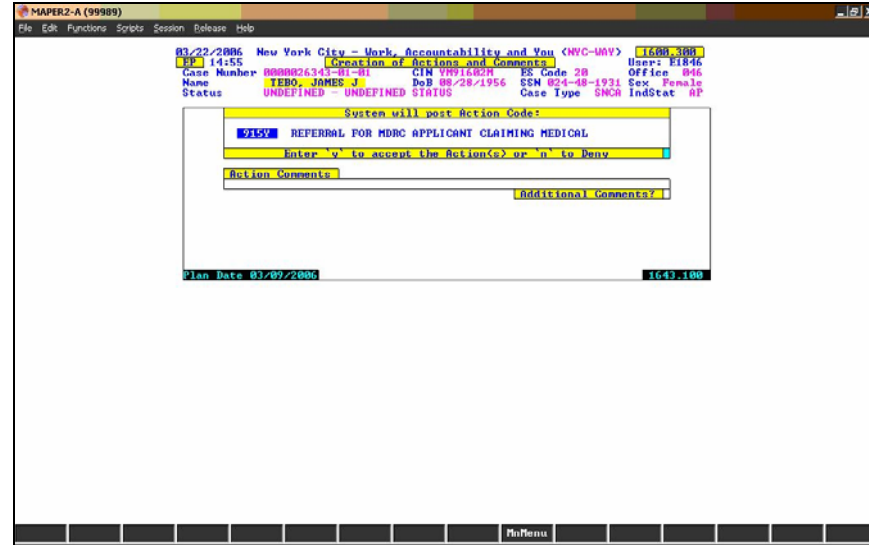 MAPER2-A (99989)
File Edit Functions Scripts Session Release Help
03/22/2006 New York City - Work, Accountability and You (NYC-WAY) 1600.300
EP 14:55 Creation of Actions and Comments User: E1846
Case Number 0000026343-01-01 CIN YM91602M ES Code 20 Office 046
Name TEBO, JAMES J DoB 08/28/1956 SSN 024-48-1931 Sex Female
Status UNDEFINED - UNDEFINED STATUS Case Type SNCA IndStat AP
System will post Action Code:
915Y REFERRAL FOR MDRC APPLICANT CLAIMING MEDICAL
Enter `y` to accept the Action(s) or `n` to Deny
Action Comments
Additional Comments?
Plan Date 03/09/2006 1643.100
MnMenu